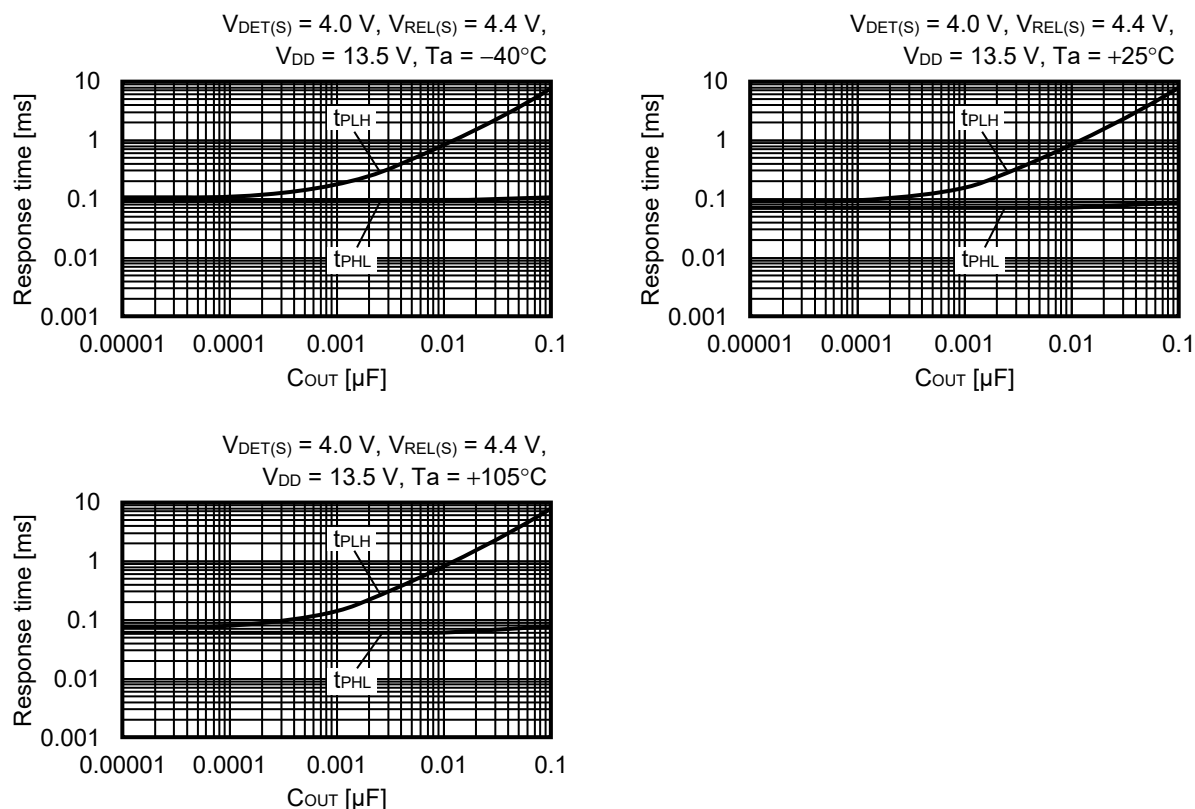 VDET(S) = 4.0 V, VREL(S) = 4.4 V,
VDD = 13.5 V, Ta = −40°C
Response time [ms]
10
1
0.1
0.01
0.001
tPLH
tPHL
0.00001 0.0001 0.001 0.01 0.1
COUT [µF]
VDET(S) = 4.0 V, VREL(S) = 4.4 V,
VDD = 13.5 V, Ta = +25°C
Response time [ms]
10
1
0.1
0.01
0.001
tPLH
tPHL
0.00001 0.0001 0.001 0.01 0.1
COUT [µF]
VDET(S) = 4.0 V, VREL(S) = 4.4 V,
VDD = 13.5 V, Ta = +105°C
Response time [ms]
10
1
0.1
0.01
0.001
tPLH
tPHL
0.00001 0.0001 0.001 0.01 0.1
COUT [µF]